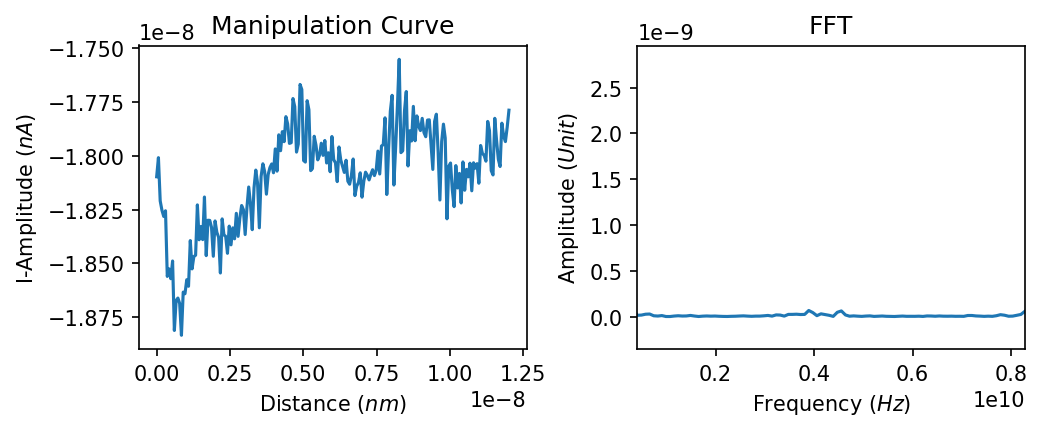 Manipulation Curve
1e−8
−1.750
−1.775
−1.800
−1.825
−1.850
−1.875
I-Amplitude (nA)
0.00 0.25 0.50 0.75 1.00 1.25
Distance (nm)
1e−8
FFT
1e−9
2.5
2.0
1.5
1.0
0.5
0.0
Amplitude (Unit)
0.2 0.4 0.6 0.8
Frequency (Hz)
1e10